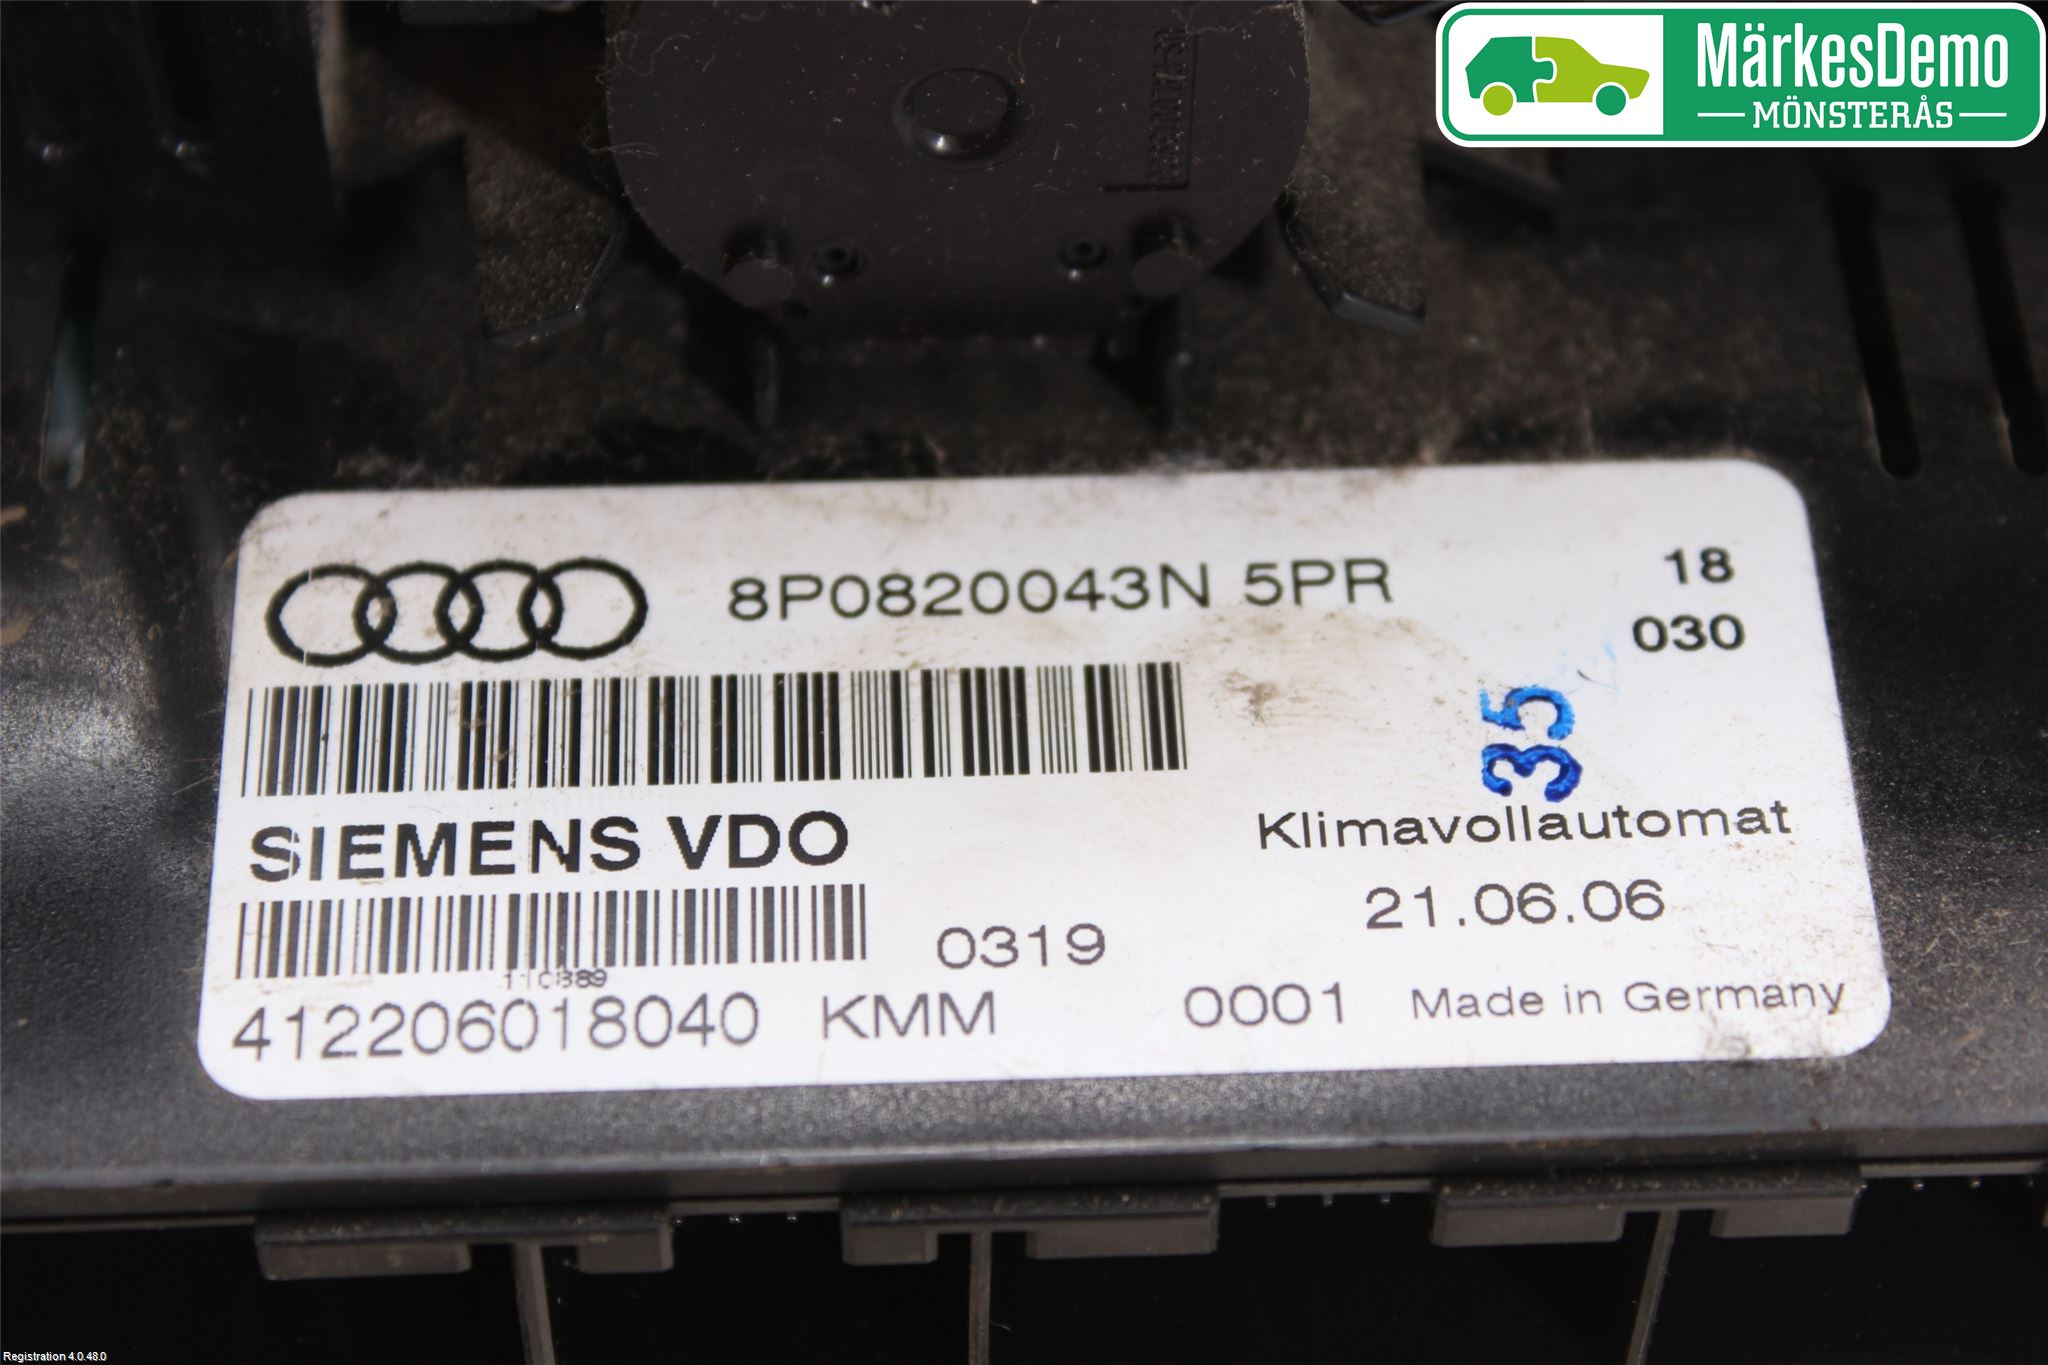 MärkesDemo
MÖNSTERÅS
8P0820043N 5PR
18
030
35
SIEMENS VDO
Klimavollautomat
21.06.06
0319
110889
412206018040 KMM 0001 Made in Germany
Registration 4.0.48.0